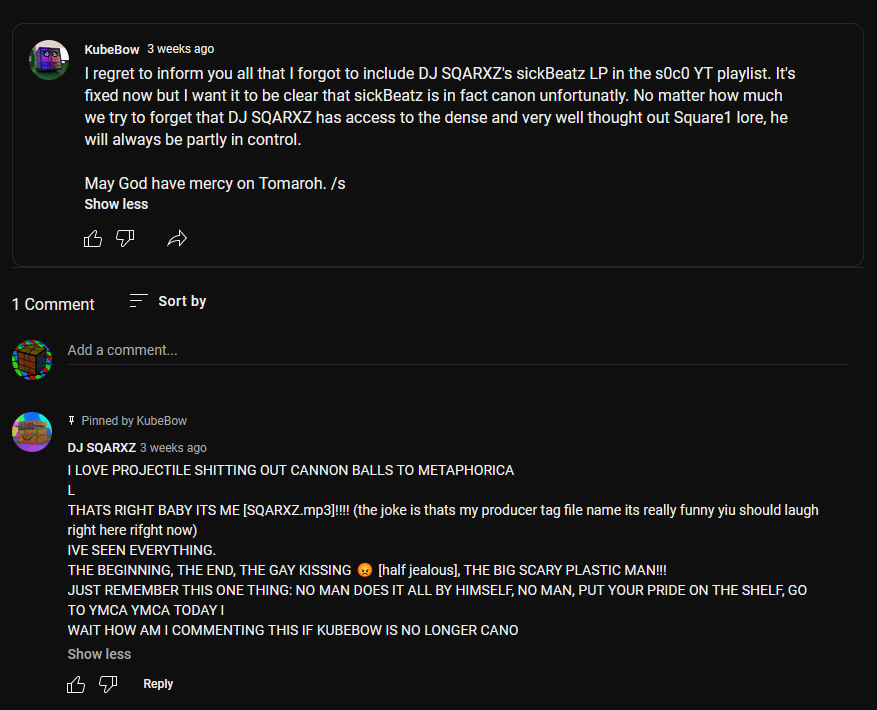 KubeBow 3 weeks ago
I regret to inform you all that I forgot to include DJ SQARXZ's sickBeatz LP in the s0c0 YT playlist. It's
fixed now but I want it to be clear that sickBeatz is in fact canon unfortunatly. No matter how much
we try to forget that DJ SQARXZ has access to the dense and very well thought out Square1 lore, he
will always be partly in control.
May God have mercy on Tomaroh. /s
Show less
1 Comment Sort by
Add a comment...
Pinned by KubeBow
DJ SQARXZ 3 weeks ago
I LOVE PROJECTILE SHITTING OUT CANNON BALLS TO METAPHORICA
L
THATS RIGHT BABY ITS ME [SQARXZ.mp3]!!!! (the joke is thats my producer tag file name its really funny yiu should laugh
right here rifght now)
IVE SEEN EVERYTHING.
THE BEGINNING, THE END, THE GAY KISSING 😡 [half jealous], THE BIG SCARY PLASTIC MAN!!!
JUST REMEMBER THIS ONE THING: NO MAN DOES IT ALL BY HIMSELF, NO MAN, PUT YOUR PRIDE ON THE SHELF, GO
TO YMCA YMCA TODAY I
WAIT HOW AM I COMMENTING THIS IF KUBEBOW IS NO LONGER CANO
Show less
Reply